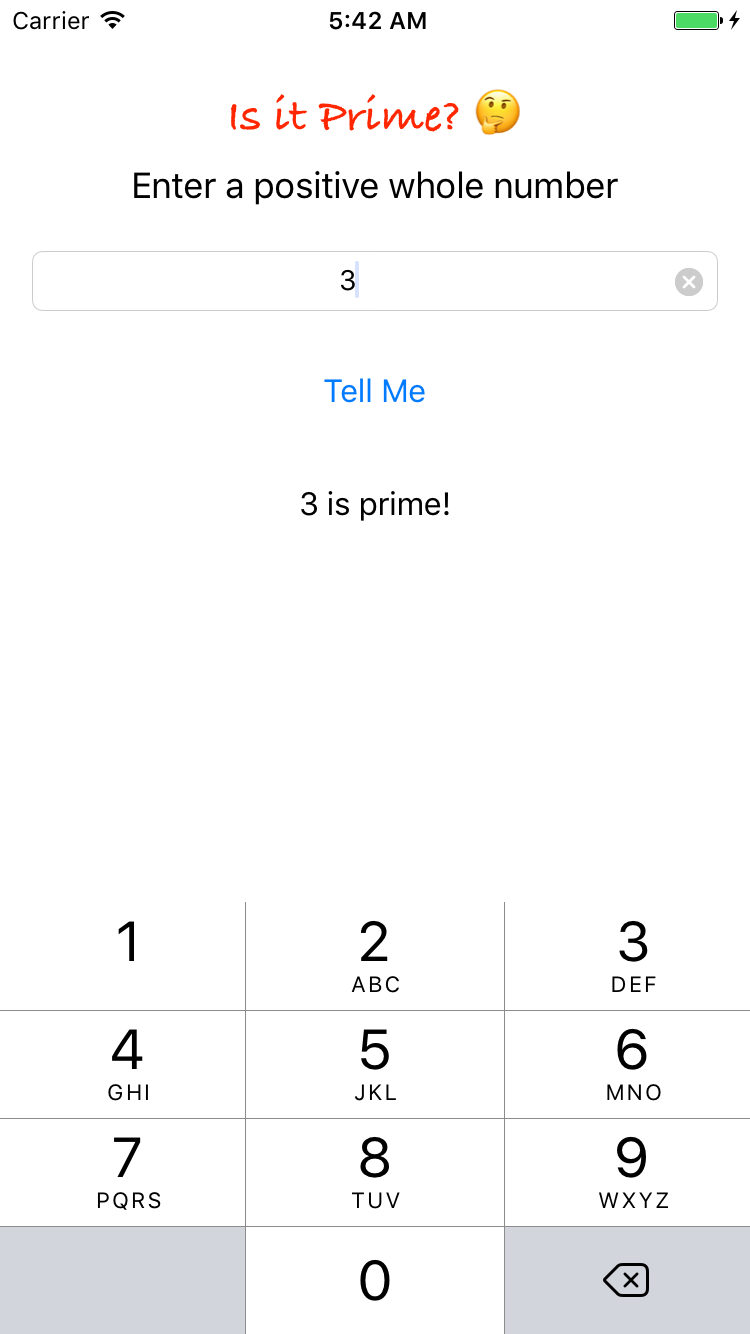 Carrier 5:42 AM
Is it Prime? 🤔
Enter a positive whole number
3
Tell Me
3 is prime!
1 2 3
ABC DEF
4 5 6
GHI JKL MNO
7 8 9
PQRS TUV WXYZ
0